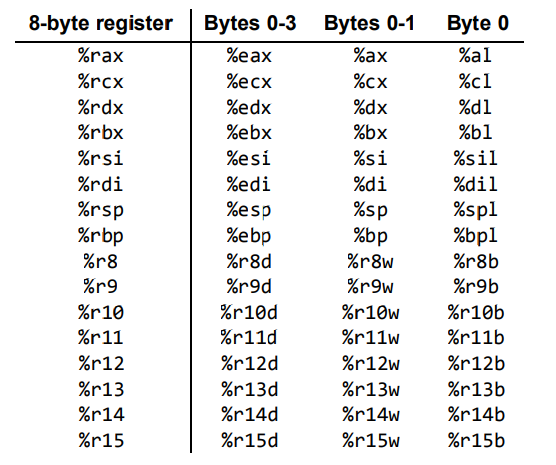 8-byte register Bytes 0-3 Bytes 0-1 Byte 0
%rax %eax %ax %al
%rcx %ecx %cx %cl
%rdx %edx %dx %dl
%rbx %ebx %bx %bl
%rsi %esi %si %sil
%rdi %edi %di %dil
%rsp %esp %sp %spl
%rbp %ebp %bp %bpl
%r8 %r8d %r8w %r8b
%r9 %r9d %r9w %r9b
%r10 %r10d %r10w %r10b
%r11 %r11d %r11w %r11b
%r12 %r12d %r12w %r12b
%r13 %r13d %r13w %r13b
%r14 %r14d %r14w %r14b
%r15 %r15d %r15w %r15b